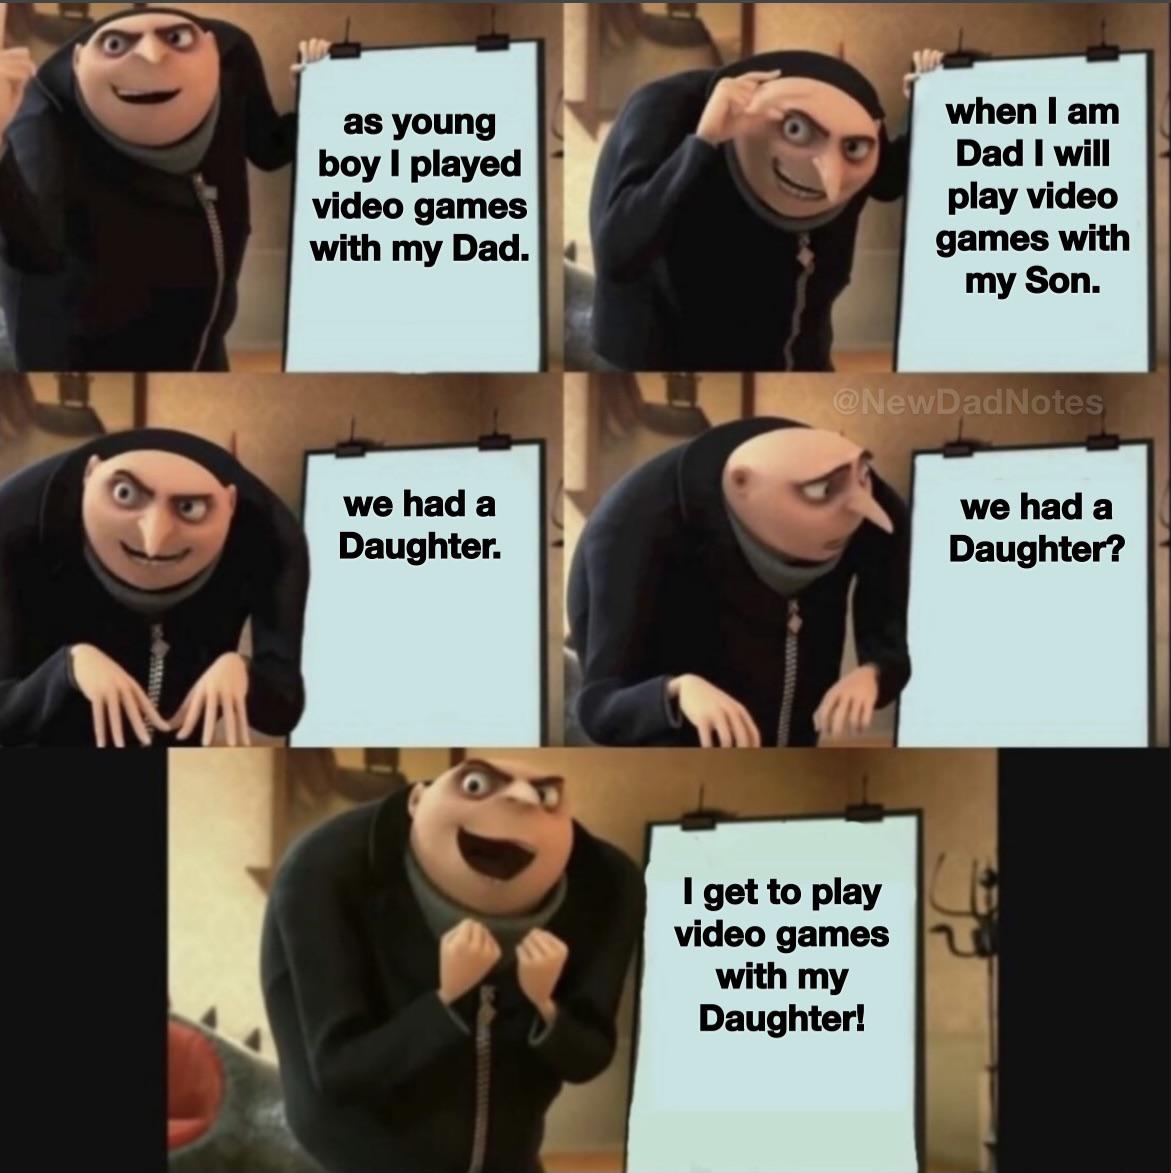 as young
boy I played
video games
with my Dad.
when I am
Dad I will
play video
games with
my Son.
we had a
Daughter.
@NewDadNotes
we had a
Daughter?
I get to play
video games
with my
Daughter!